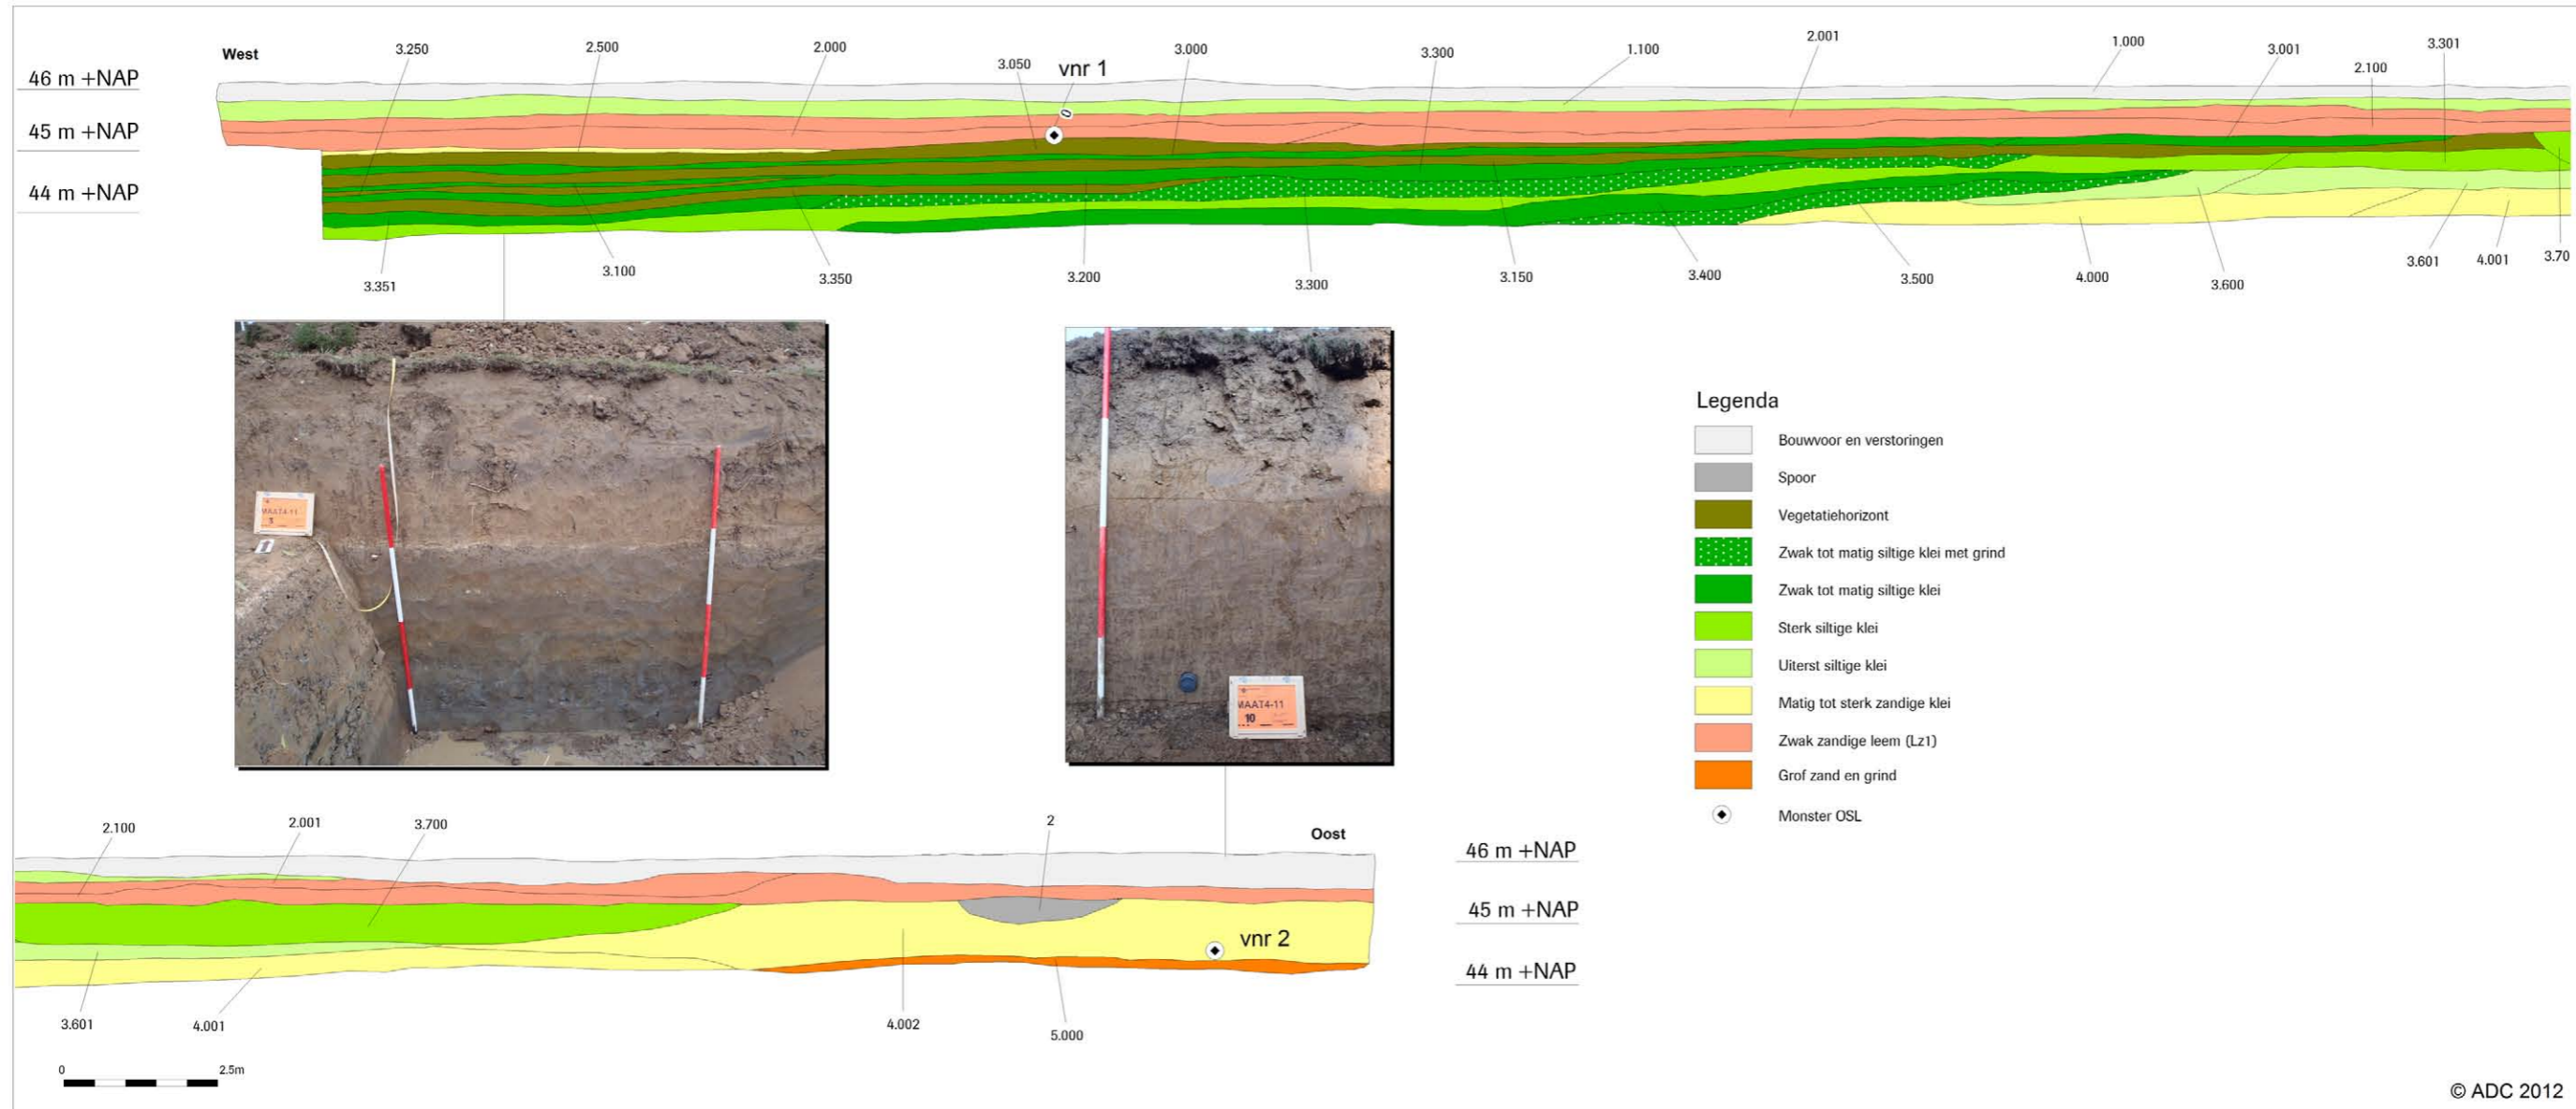 West
3.250
2.500
2.000
3.050
vnr 1
0
3.000
3.300
1.100
2.001
1.000
3.001
2.100
3.301
46 m +NAP
45 m +NAP
44 m +NAP
3.351
3.100
3.350
3.200
3.300
3.150
3.400
3.500
4.000
3.600
3.601
4.001
3.70
MAAT4-11
3
MAAT4-11
10
Legenda
Bouwvoor en verstoringen
Spoor
Vegetatiehorizont
Zwak tot matig siltige klei met grind
Zwak tot matig siltige klei
Sterk siltige klei
Uiterst siltige klei
Matig tot sterk zandige klei
Zwak zandige leem (Lz1)
Grof zand en grind
Monster OSL
2.100
2.001
3.700
2
Oost
46 m +NAP
45 m +NAP
44 m +NAP
vnr 2
3.601
4.001
4.002
5.000
0 2.5m
© ADC 2012